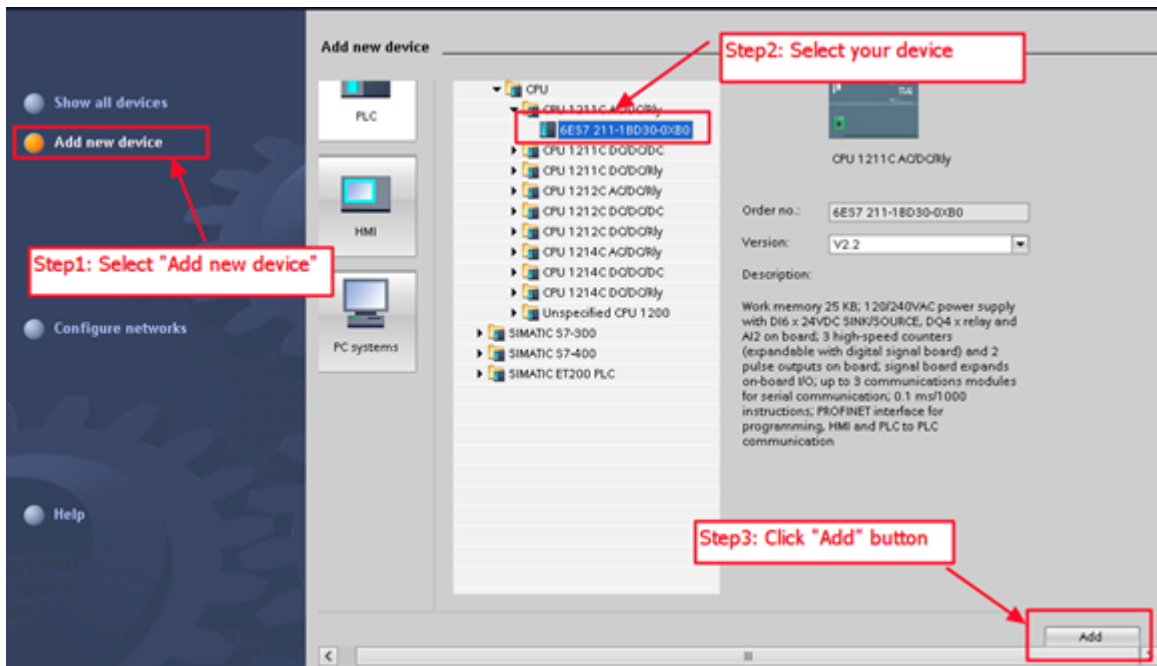 Add new device
Step2: Select your device
Show all devices
Add new device
Step1: Select "Add new device"
Configure networks
Help
PLC
HMI
PC systems
CPU
CPU 1211C AC/DC/Rly
6ES7 211-1BD30-0XB0
CPU 1211C DC/DC/DC
CPU 1211C DC/DC/Rly
CPU 1212C AC/DC/Rly
CPU 1212C DC/DC/DC
CPU 1212C DC/DC/Rly
CPU 1214C AC/DC/Rly
CPU 1214C DC/DC/DC
CPU 1214C DC/DC/Rly
Unspecified CPU 1200
SIMATIC S7-300
SIMATIC S7-400
SIMATIC ET200 PLC
CPU 1211C AC/DC/Rly
Order no.: 6ES7 211-1BD30-0XB0
Version: V2.2
Description:
Work memory 25 KB; 120/240VAC power supply
with DI6 x 24VDC SINK/SOURCE, DQ4 x relay and
AI2 on board; 3 high-speed counters
(expandable with digital signal board) and 2
pulse outputs on board; signal board expands
on-board I/O; up to 3 communications modules
for serial communication; 0.1 ms/1000
instructions; PROFINET interface for
programming, HMI and PLC to PLC
communication
Step3: Click "Add" button
Add